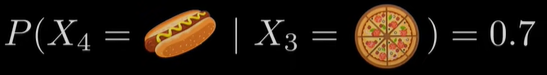 P(X₄ = 🌭 | X₃ = 🍕) = 0.7